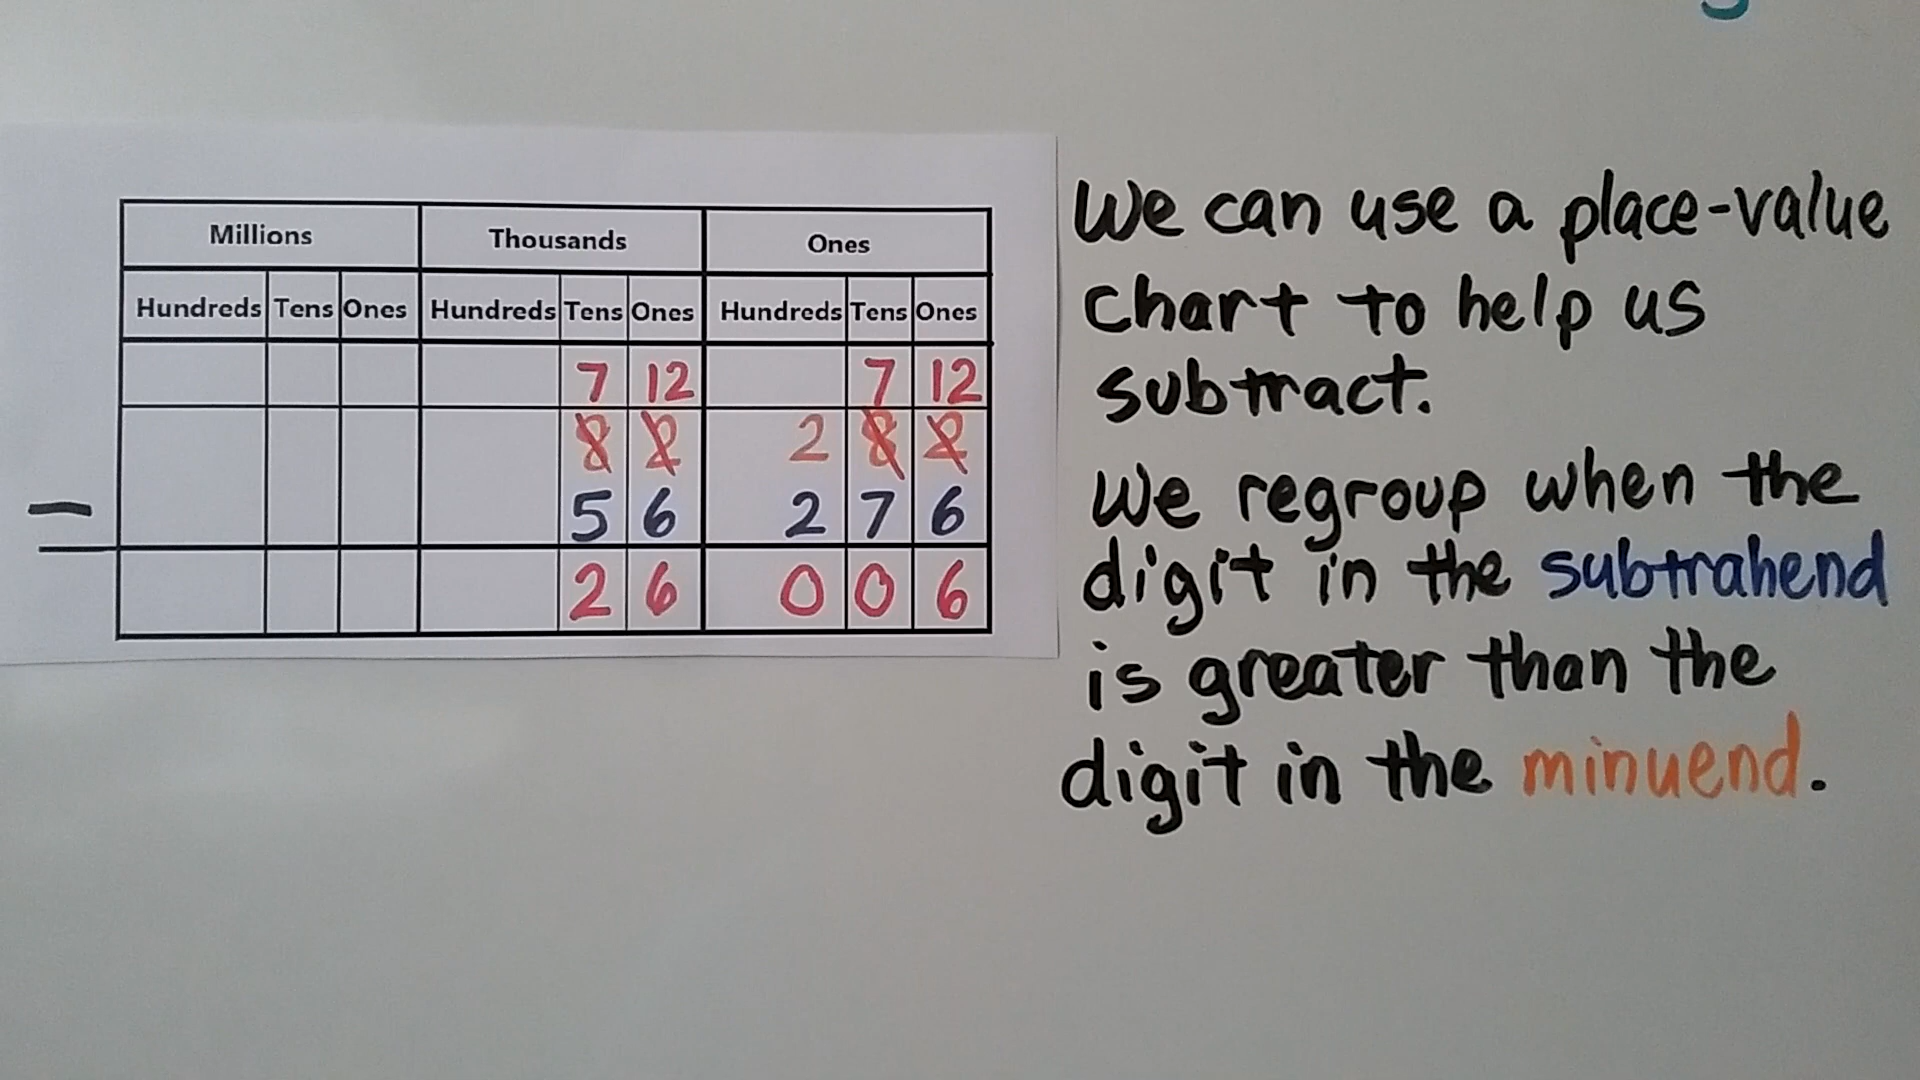 Millions Thousands Ones
Hundreds Tens Ones Hundreds Tens Ones Hundreds Tens Ones
7 12 7 12
8 2 2 8 2
− 5 6 2 7 6
2 6 0 0 6
We can use a place-value
chart to help us
subtract.
We regroup when the
digit in the subtrahend
is greater than the
digit in the minuend.